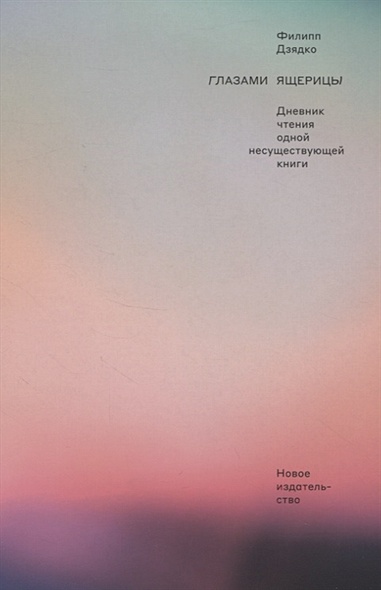 Филипп
Дзядко
ГЛАЗАМИ ЯЩЕРИЦЫ
Дневник
чтения
одной
несуществующей
книги
Новое
издатель-
ство